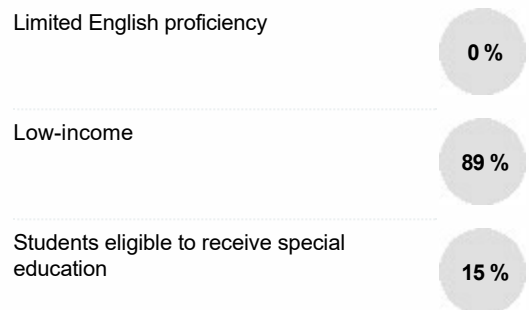 Limited English proficiency
0 %
Low-income
89 %
Students eligible to receive special
education
15 %